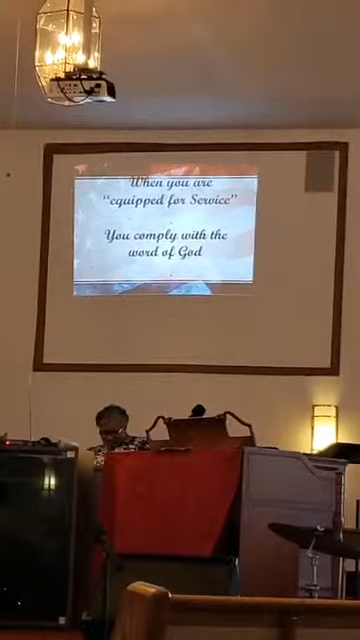 When you are
"equipped for Service"
You comply with the
word of God